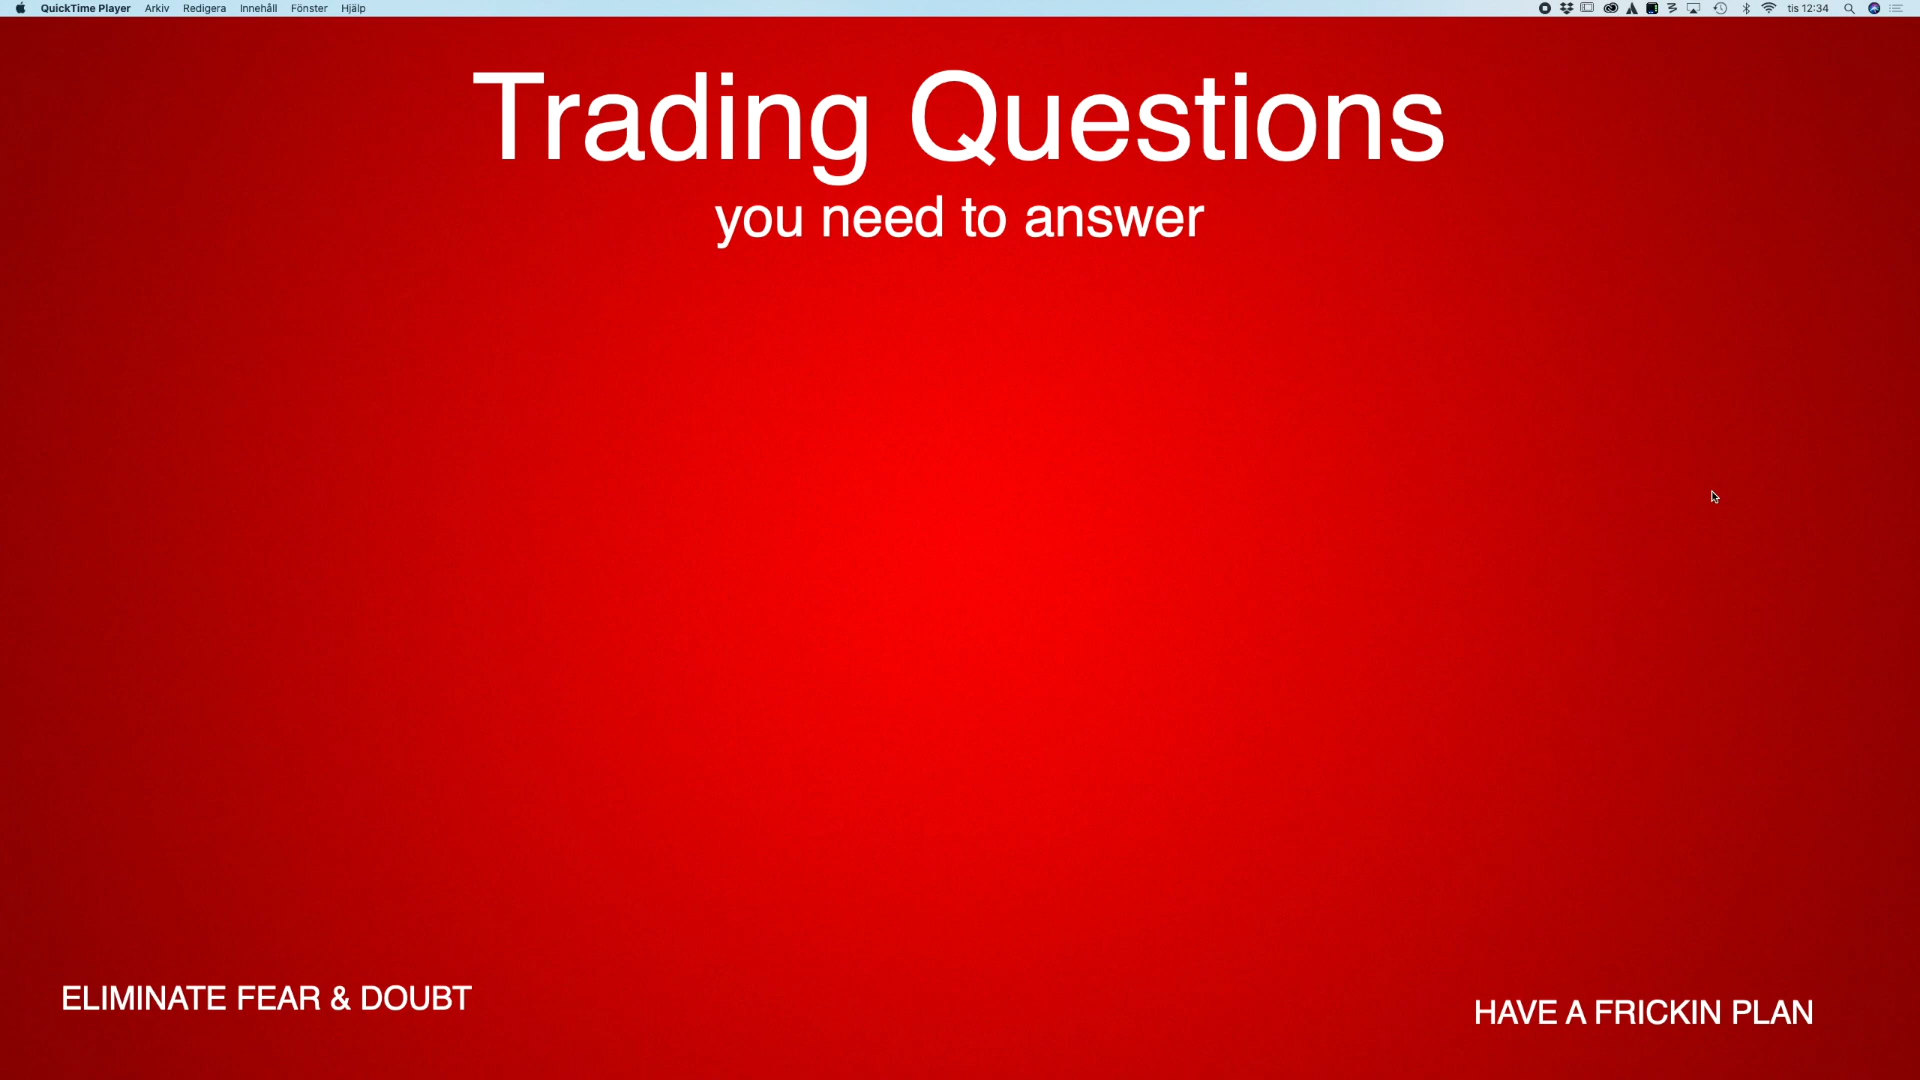 QuickTime Player Arkiv Redigera Innehåll Fönster Hjälp tis 12:34
Trading Questions
you need to answer
ELIMINATE FEAR & DOUBT
HAVE A FRICKIN PLAN